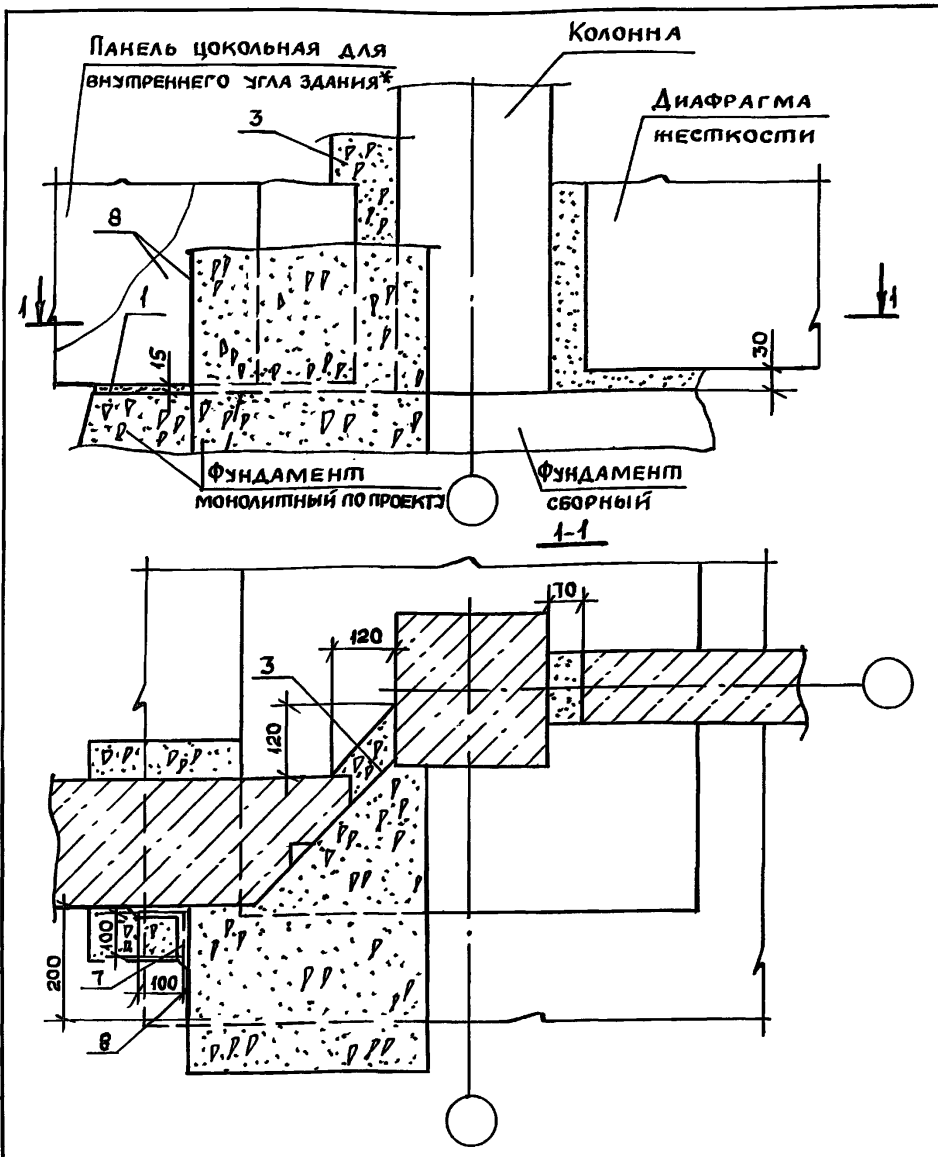 Панель цокольная для
внутреннего угла здания*
Колонна
3
Диафрагма
жесткости
8
1
1
1
15
30
Фундамент
монолитный по проекту
Фундамент
сборный
1-1
70
120
3
120
100
7
100
200
8